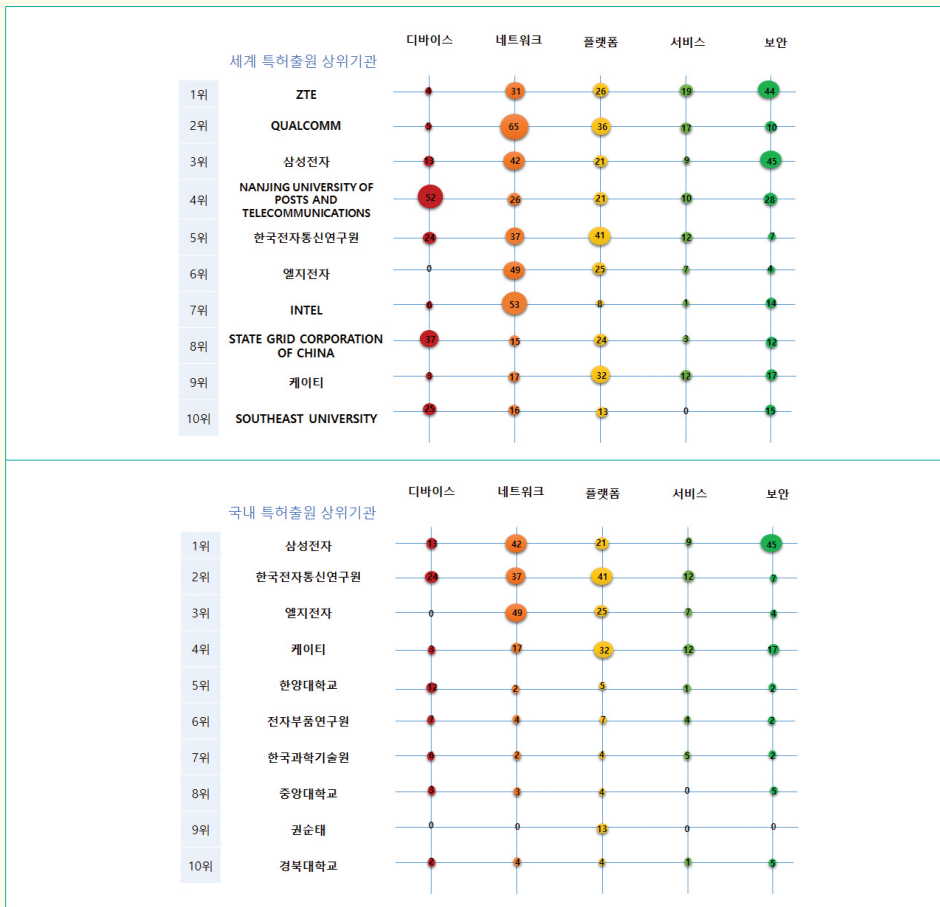 디바이스 네트워크 플랫폼 서비스 보안
세계 특허출원 상위기관
1위 ZTE 4 31 26 19 44
2위 QUALCOMM 5 65 36 17 10
3위 삼성전자 13 42 21 9 45
4위 NANJING UNIVERSITY OF
POSTS AND
TELECOMMUNICATIONS 52 26 21 10 28
5위 한국전자통신연구원 24 37 41 12 7
6위 엘지전자 0 49 25 7 4
7위 INTEL 6 53 8 1 14
8위 STATE GRID CORPORATION
OF CHINA 37 15 24 3 12
9위 케이티 3 17 32 12 17
10위 SOUTHEAST UNIVERSITY 25 16 13 0 15
디바이스 네트워크 플랫폼 서비스 보안
국내 특허출원 상위기관
1위 삼성전자 13 42 21 9 45
2위 한국전자통신연구원 24 37 41 12 7
3위 엘지전자 0 49 25 7 4
4위 케이티 3 17 32 12 17
5위 한양대학교 12 2 5 1 2
6위 전자부품연구원 7 4 7 4 2
7위 한국과학기술원 6 2 4 5 2
8위 중앙대학교 3 3 4 0 5
9위 권순태 0 0 13 0 0
10위 경북대학교 2 4 4 1 5